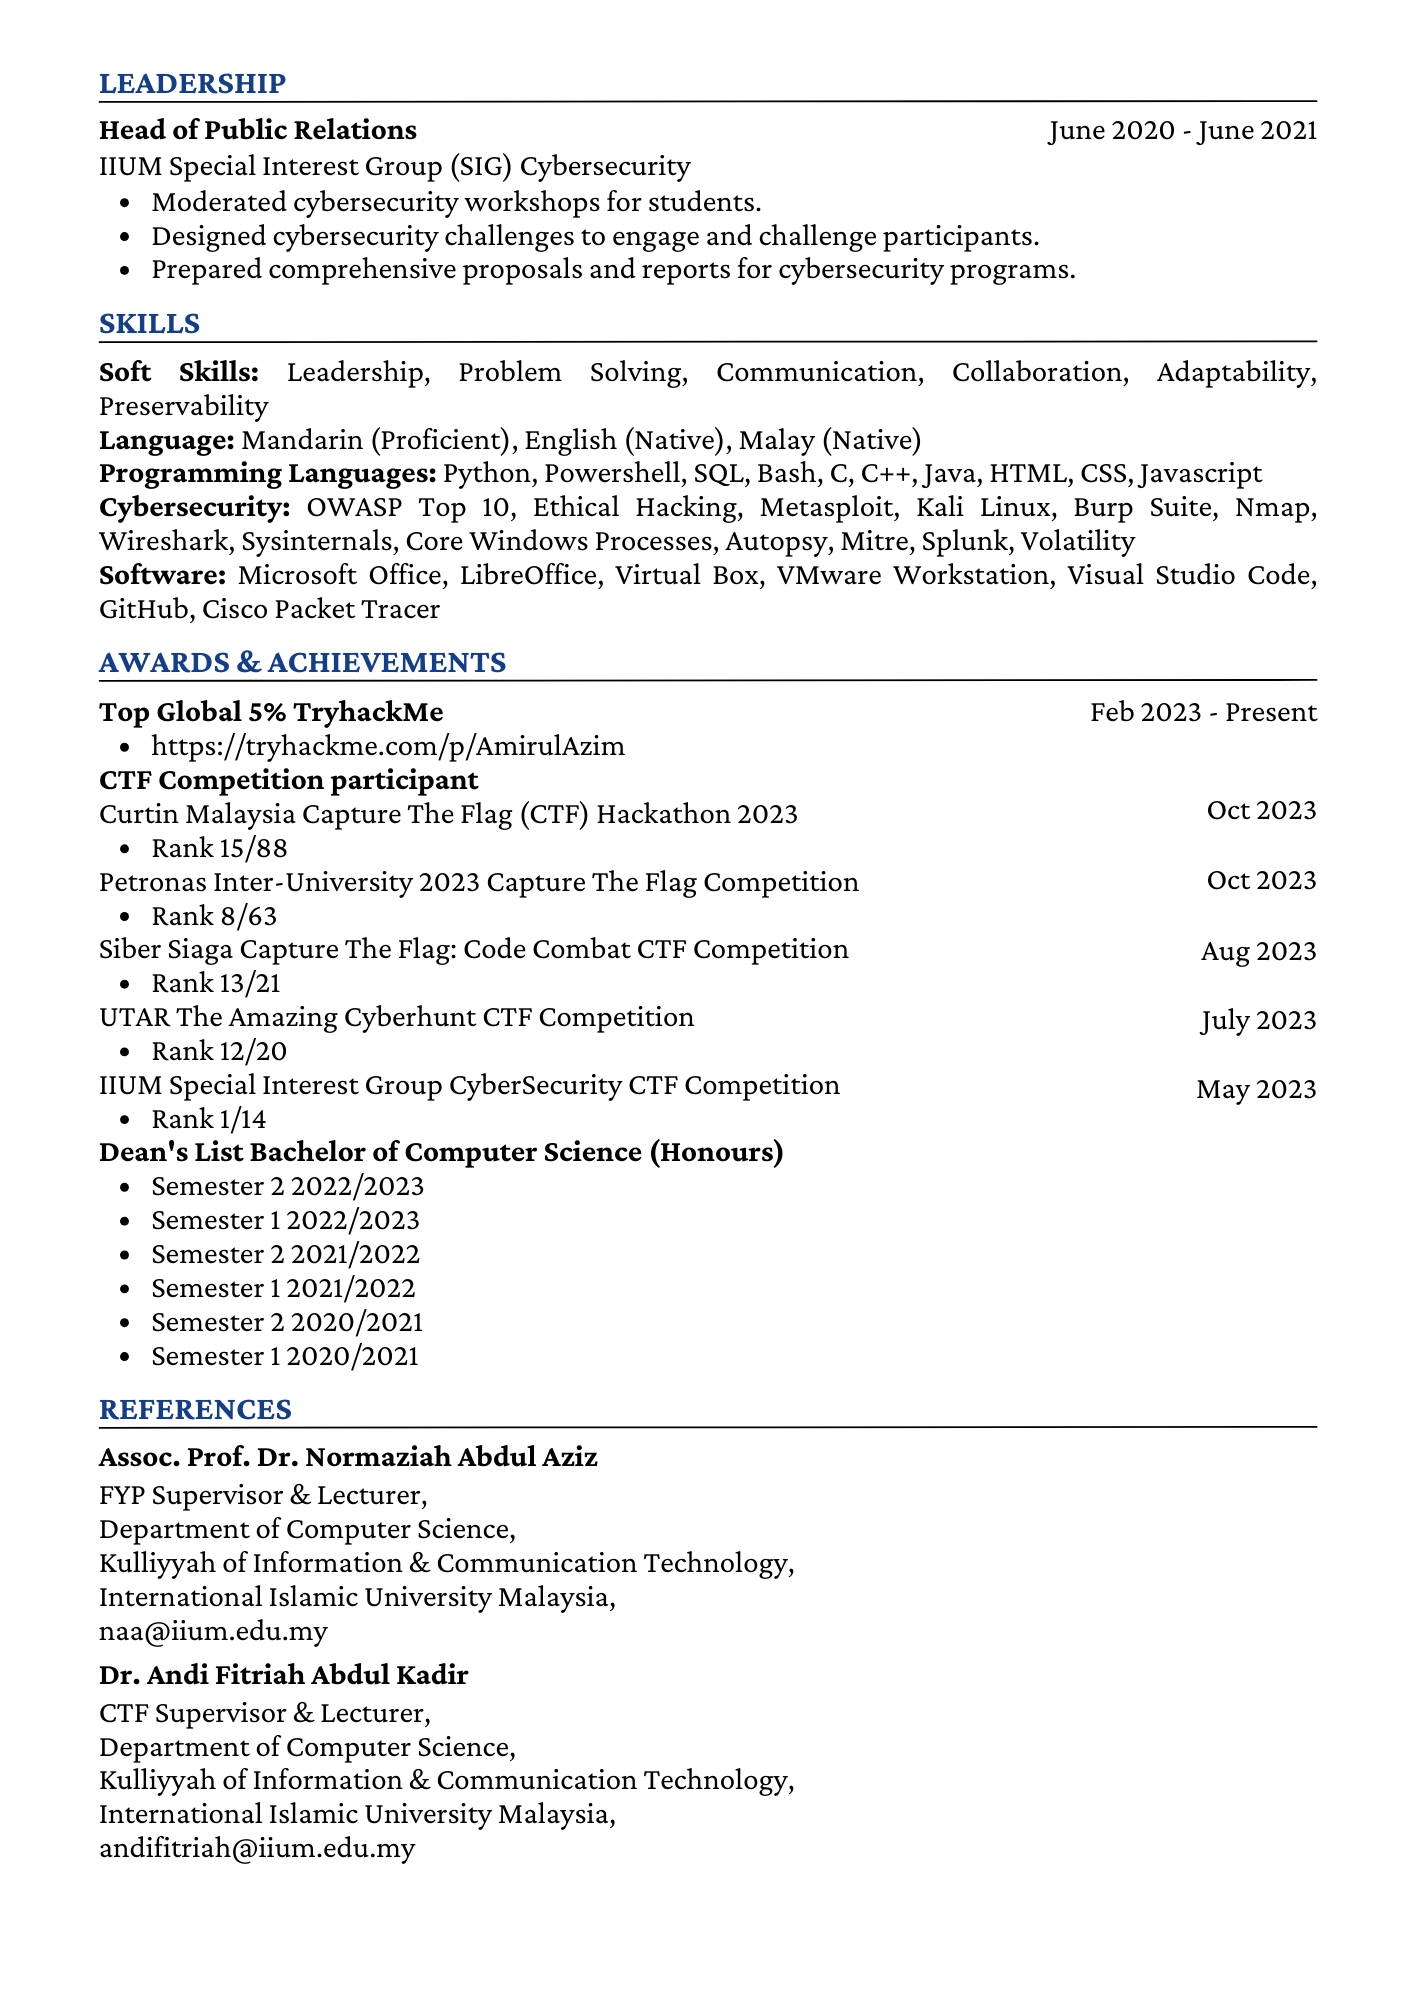 LEADERSHIP
Head of Public Relations June 2020 - June 2021
IIUM Special Interest Group (SIG) Cybersecurity
• Moderated cybersecurity workshops for students.
• Designed cybersecurity challenges to engage and challenge participants.
• Prepared comprehensive proposals and reports for cybersecurity programs.
SKILLS
Soft Skills: Leadership, Problem Solving, Communication, Collaboration, Adaptability,
Preservability
Language: Mandarin (Proficient), English (Native), Malay (Native)
Programming Languages: Python, Powershell, SQL, Bash, C, C++, Java, HTML, CSS, Javascript
Cybersecurity: OWASP Top 10, Ethical Hacking, Metasploit, Kali Linux, Burp Suite, Nmap,
Wireshark, Sysinternals, Core Windows Processes, Autopsy, Mitre, Splunk, Volatility
Software: Microsoft Office, LibreOffice, Virtual Box, VMware Workstation, Visual Studio Code,
GitHub, Cisco Packet Tracer
AWARDS & ACHIEVEMENTS
Top Global 5% TryhackMe Feb 2023 - Present
• https://tryhackme.com/p/AmirulAzim
CTF Competition participant
Curtin Malaysia Capture The Flag (CTF) Hackathon 2023 Oct 2023
• Rank 15/88
Petronas Inter-University 2023 Capture The Flag Competition Oct 2023
• Rank 8/63
Siber Siaga Capture The Flag: Code Combat CTF Competition Aug 2023
• Rank 13/21
UTAR The Amazing Cyberhunt CTF Competition July 2023
• Rank 12/20
IIUM Special Interest Group CyberSecurity CTF Competition May 2023
• Rank 1/14
Dean's List Bachelor of Computer Science (Honours)
• Semester 2 2022/2023
• Semester 1 2022/2023
• Semester 2 2021/2022
• Semester 1 2021/2022
• Semester 2 2020/2021
• Semester 1 2020/2021
REFERENCES
Assoc. Prof. Dr. Normaziah Abdul Aziz
FYP Supervisor & Lecturer,
Department of Computer Science,
Kulliyyah of Information & Communication Technology,
International Islamic University Malaysia,
naa@iium.edu.my
Dr. Andi Fitriah Abdul Kadir
CTF Supervisor & Lecturer,
Department of Computer Science,
Kulliyyah of Information & Communication Technology,
International Islamic University Malaysia,
andifitriah@iium.edu.my